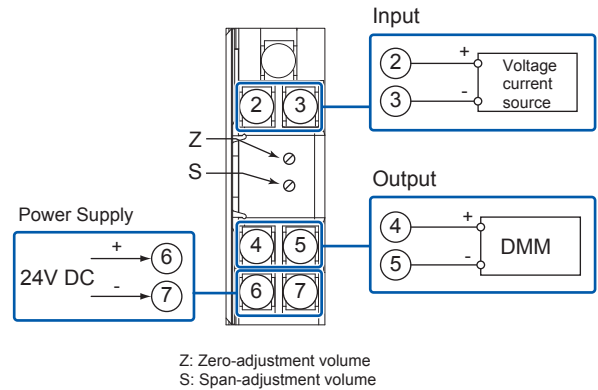 Input
2
+
3
-
Voltage
current
source
2 3
Z
S
Output
4
+
5
-
DMM
Power Supply
24V DC
+
6
-
7
4 5
6 7
Z: Zero-adjustment volume
S: Span-adjustment volume